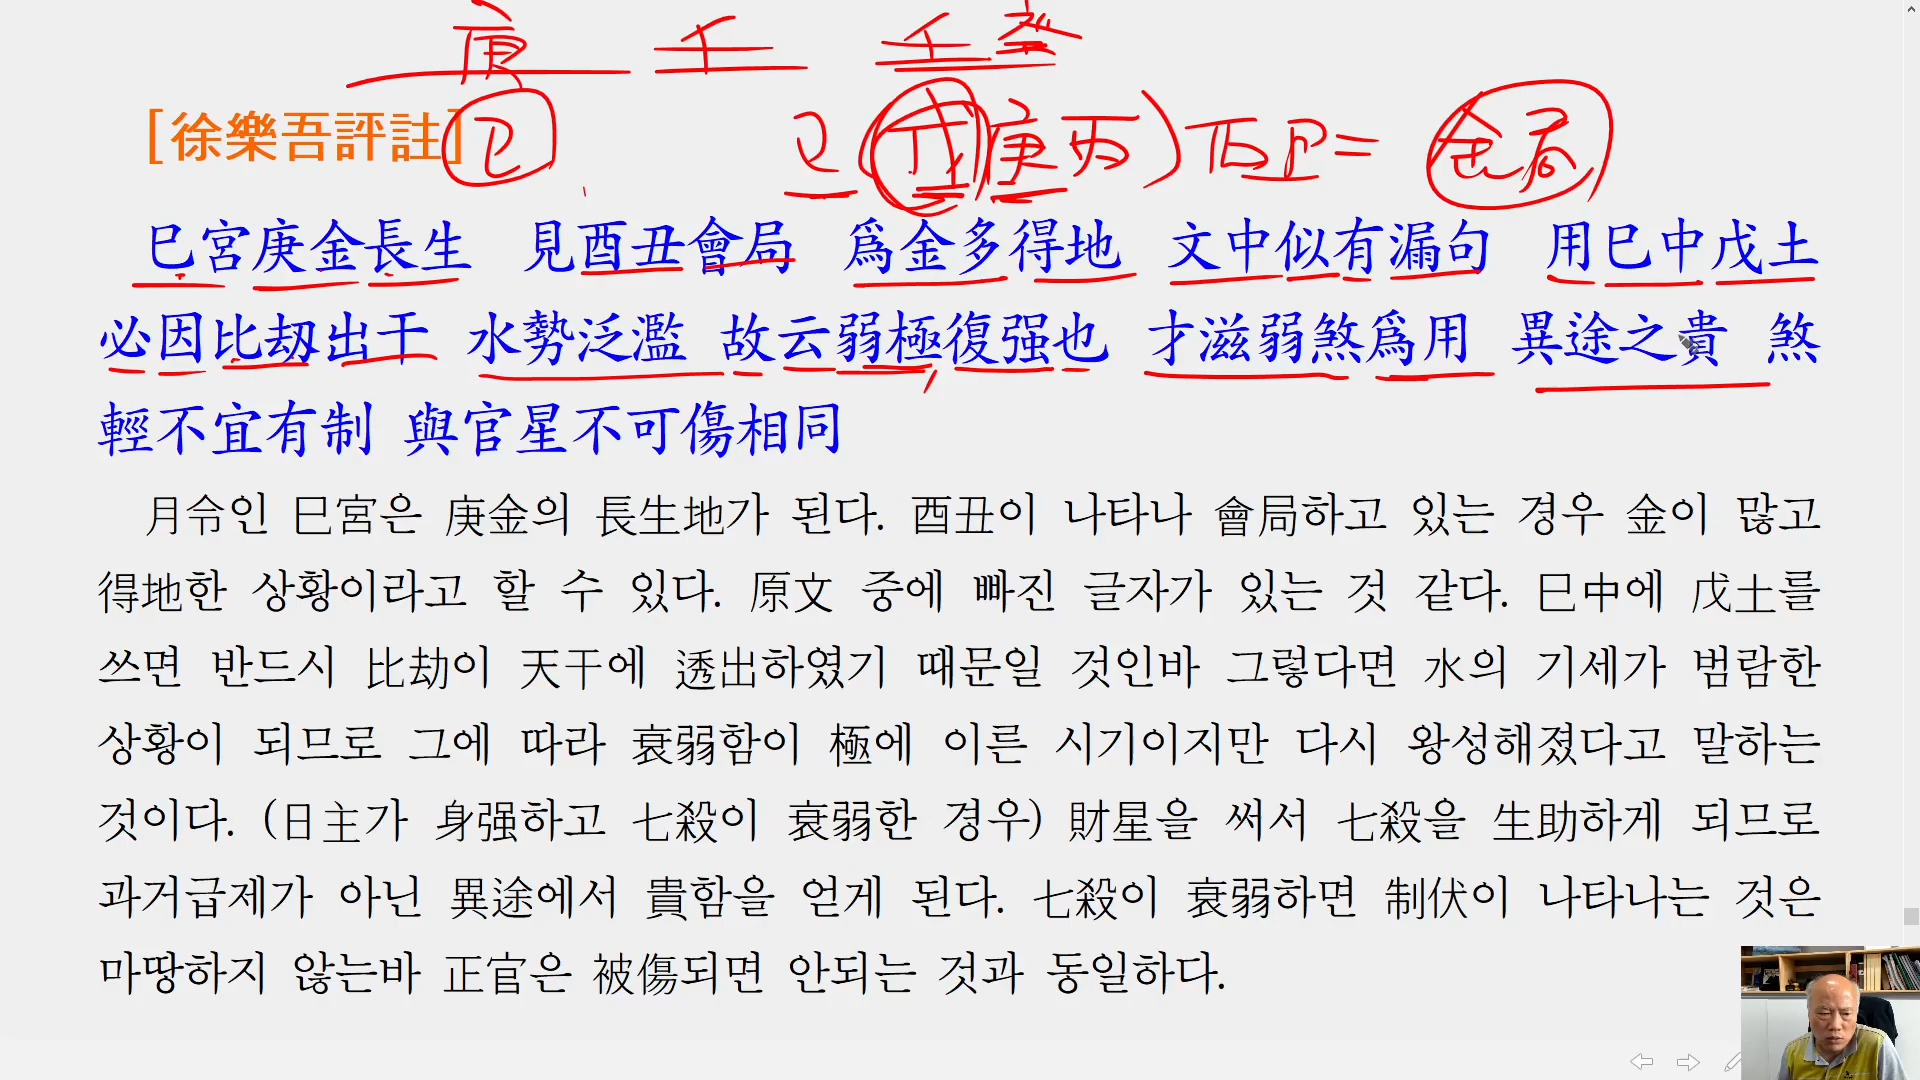 庚 壬 壬 癸
[徐樂吾評註] 巳 巳(戊庚丙) 酉丑=金局
巳宮庚金長生 見酉丑會局 爲金多得地 文中似有漏句 用巳中戊土
必因比刼出干 水勢泛濫 故云弱極復强也 才滋弱煞爲用 異途之貴 煞
輕不宜有制 與官星不可傷相同
月令인 巳宮은 庚金의 長生地가 된다. 酉丑이 나타나 會局하고 있는 경우 金이 많고
得地한 상황이라고 할 수 있다. 原文 중에 빠진 글자가 있는 것 같다. 巳中에 戊土를
쓰면 반드시 比劫이 天干에 透出하였기 때문일 것인바 그렇다면 水의 기세가 범람한
상황이 되므로 그에 따라 衰弱함이 極에 이른 시기이지만 다시 왕성해졌다고 말하는
것이다. (日主가 身强하고 七殺이 衰弱한 경우) 財星을 써서 七殺을 生助하게 되므로
과거급제가 아닌 異途에서 貴함을 얻게 된다. 七殺이 衰弱하면 制伏이 나타나는 것은
마땅하지 않는바 正官은 被傷되면 안되는 것과 동일하다.